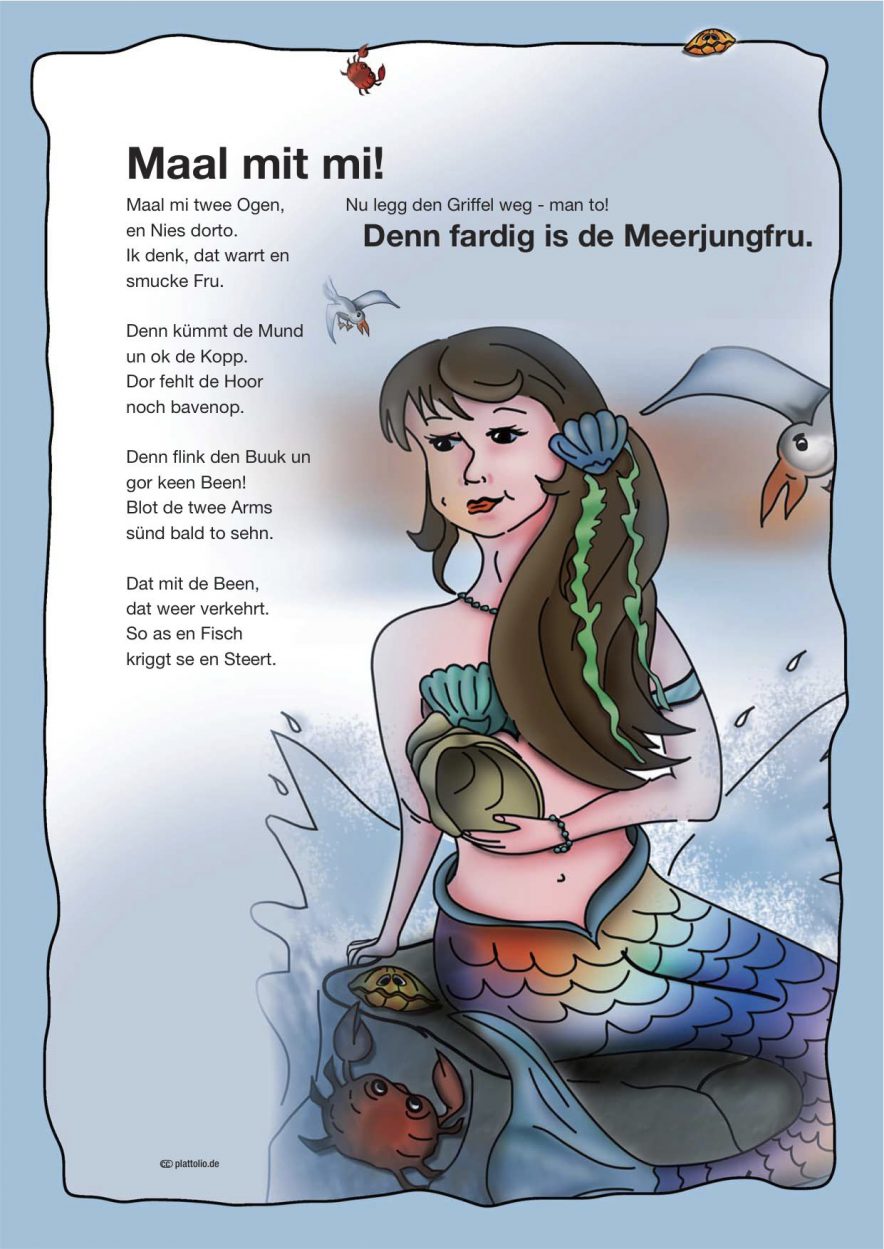 Maal mit mi!
Maal mi twee Ogen,
en Nies dorto.
Ik denk, dat warrt en
smucke Fru.
Denn kümmt de Mund
un ok de Kopp.
Dor fehlt de Hoor
noch bavenop.
Denn flink den Buuk un
gor keen Been!
Blot de twee Arms
sünd bald to sehn.
Dat mit de Been,
dat weer verkehrt.
So as en Fisch
kriggt se en Steert.
Nu legg den Griffel weg - man to!
Denn fardig is de Meerjungfru.
cc plattolio.de